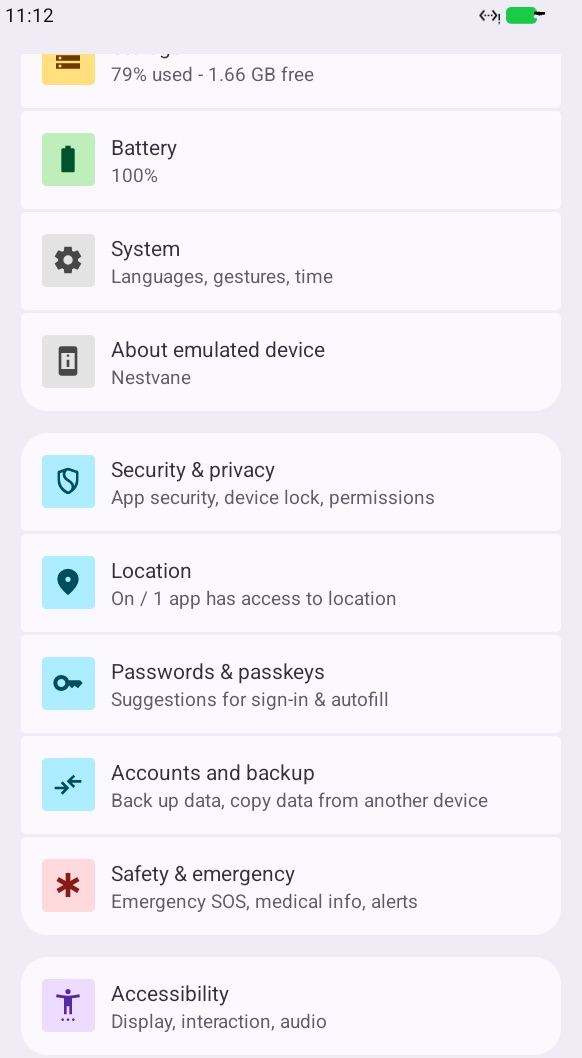 11:12
79% used - 1.66 GB free
Battery
100%
System
Languages, gestures, time
About emulated device
Nestvane
Security & privacy
App security, device lock, permissions
Location
On / 1 app has access to location
Passwords & passkeys
Suggestions for sign-in & autofill
Accounts and backup
Back up data, copy data from another device
Safety & emergency
Emergency SOS, medical info, alerts
Accessibility
Display, interaction, audio